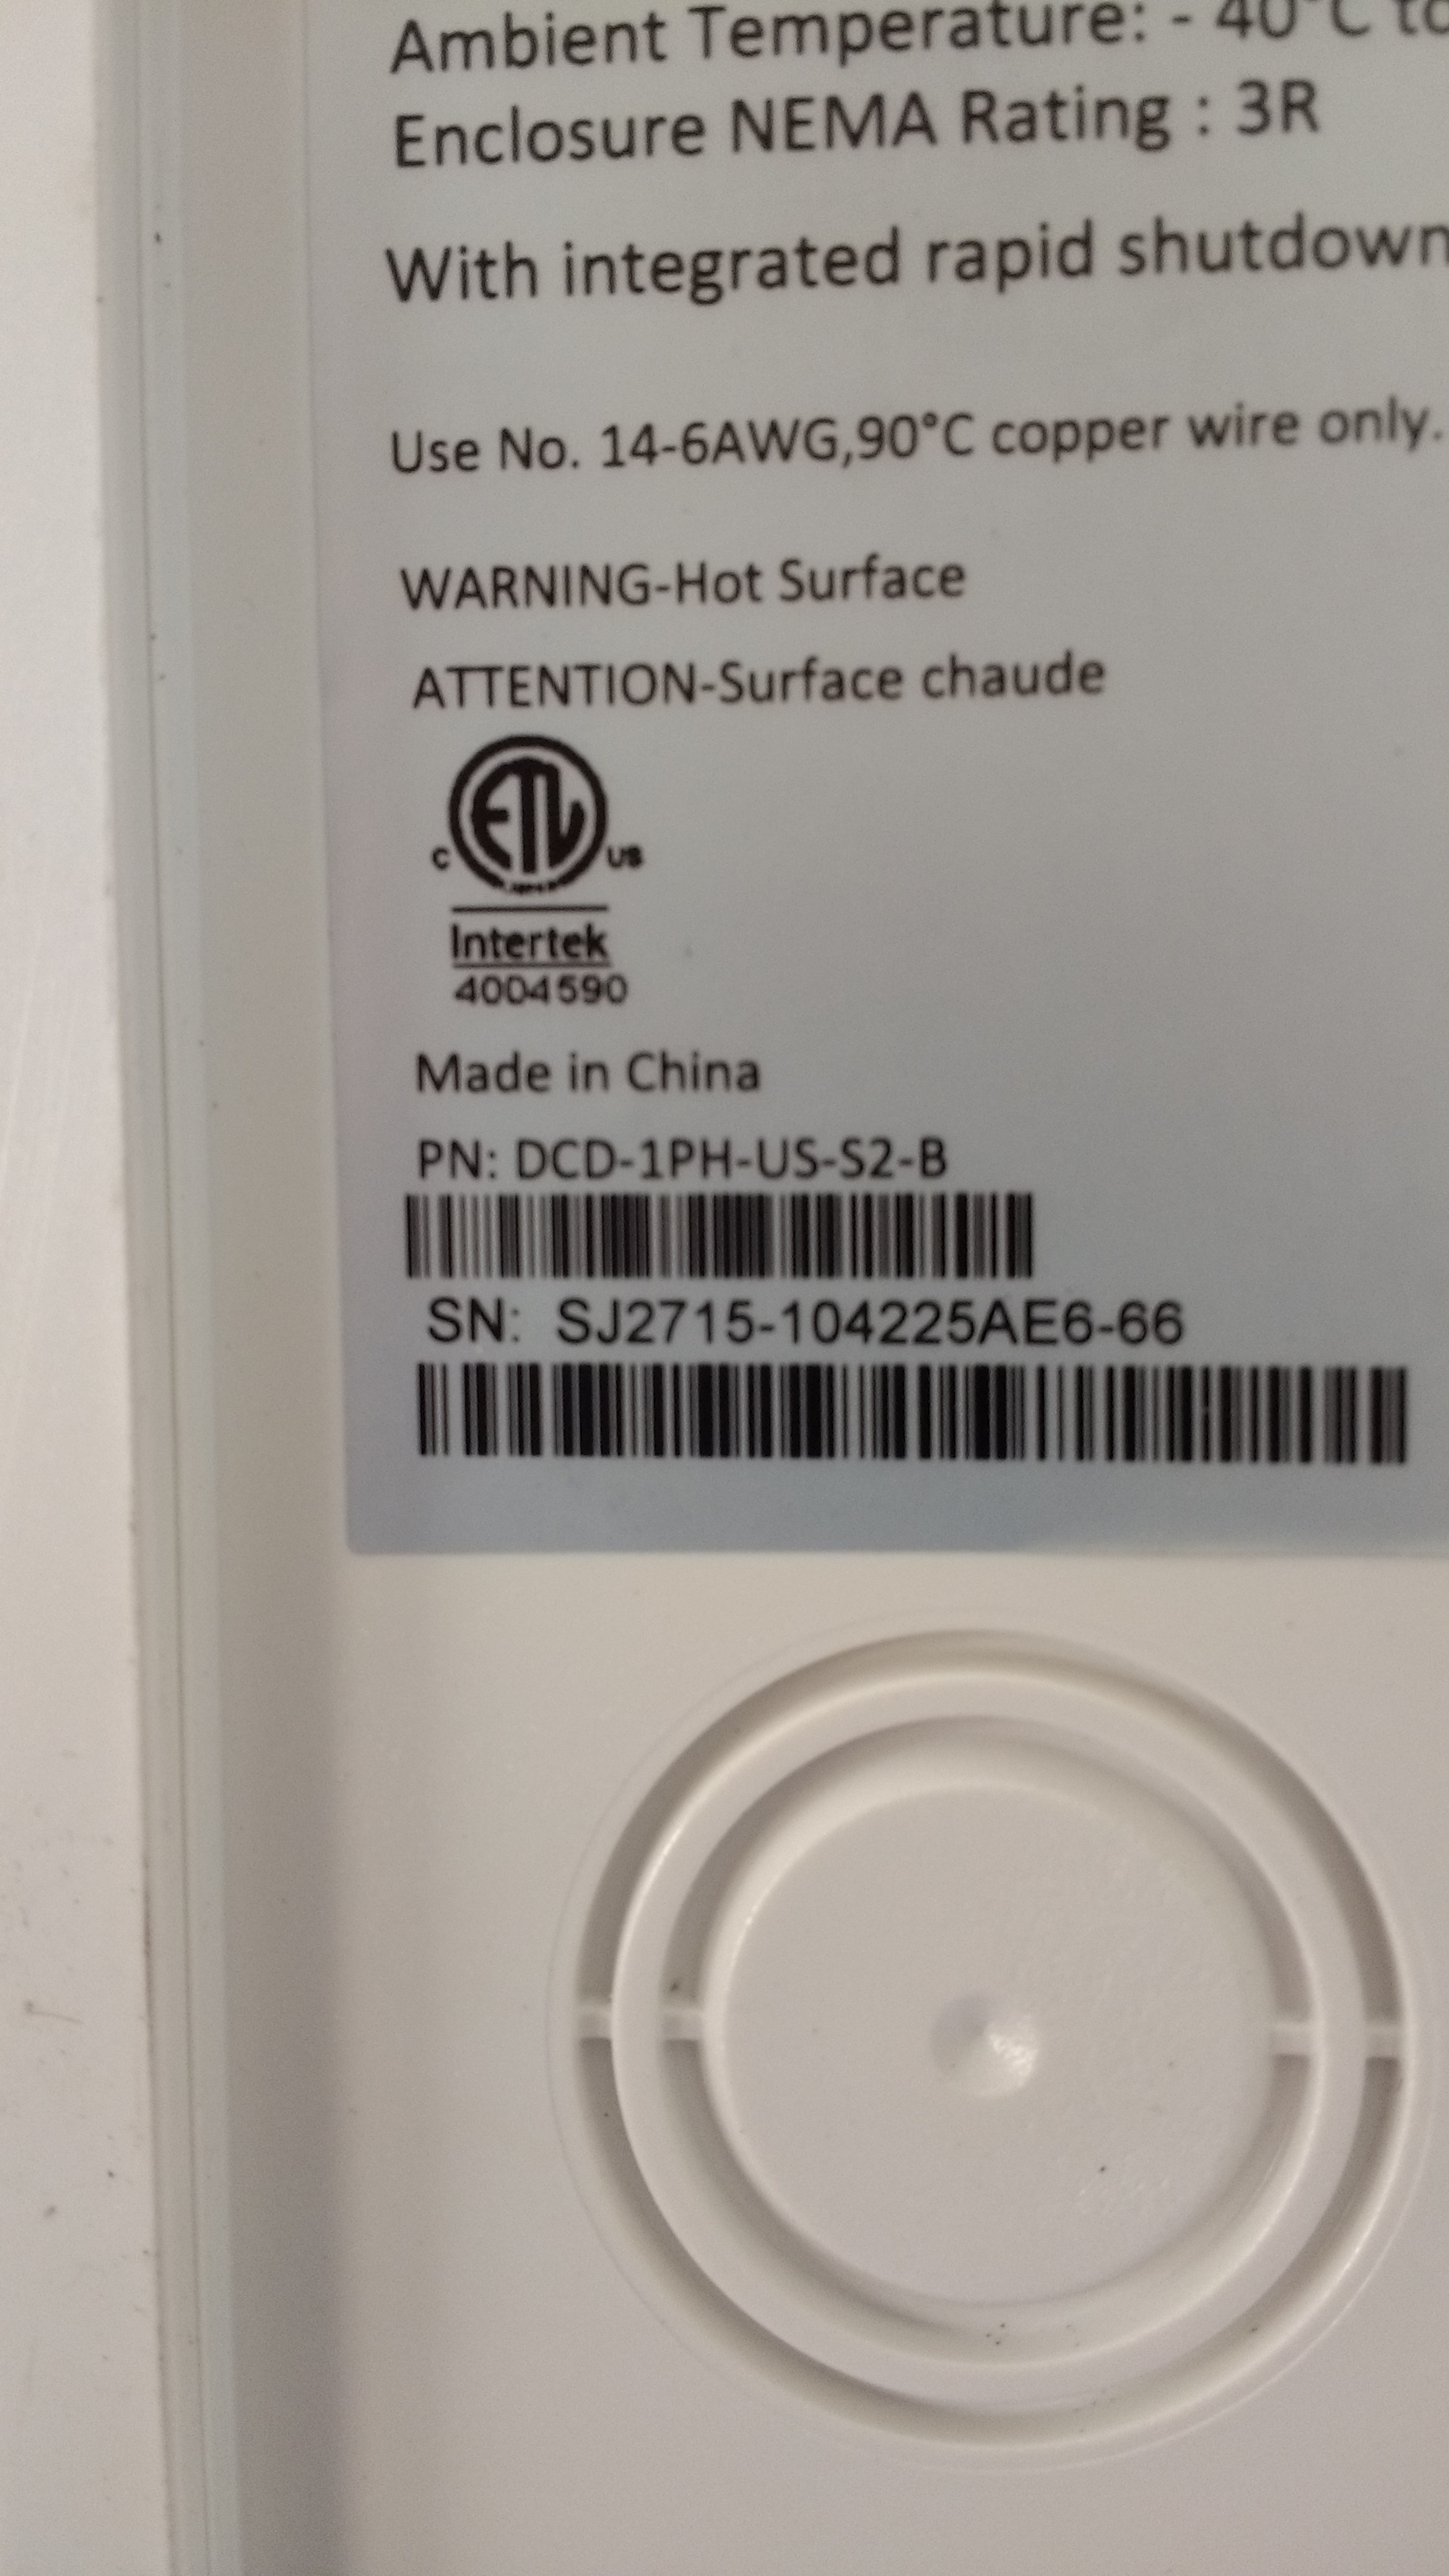 Ambient Temperature: - 40°C to
Enclosure NEMA Rating : 3R
With integrated rapid shutdown
Use No. 14-6AWG,90°C copper wire only.
WARNING-Hot Surface
ATTENTION-Surface chaude
C ETL US
Intertek
4004590
Made in China
PN: DCD-1PH-US-S2-B
SN: SJ2715-104225AE6-66